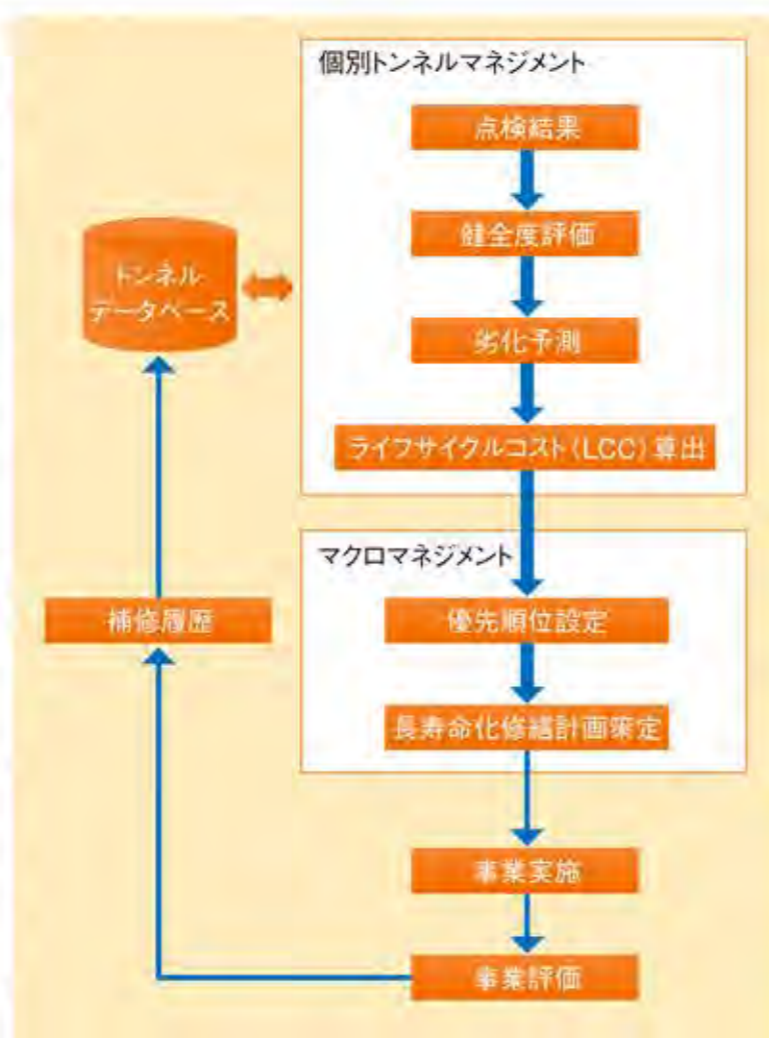 個別トンネルマネジメント
点検結果
健全度評価
劣化予測
ライフサイクルコスト(LCC)算出
トンネル
データベース
マクロマネジメント
優先順位設定
長寿命化修繕計画策定
補修履歴
事業実施
事業評価